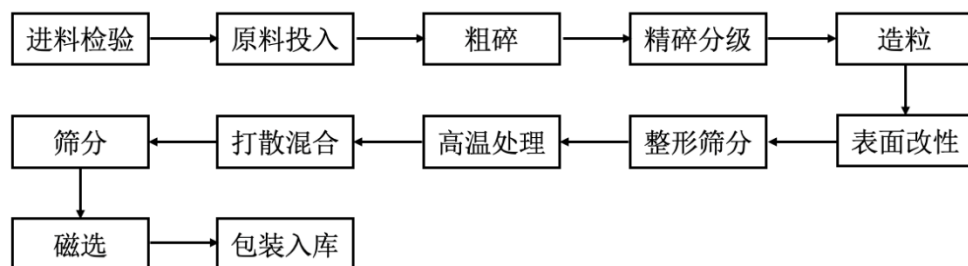 进料检验
原料投入
粗碎
精碎分级
造粒
表面改性
整形筛分
高温处理
打散混合
筛分
磁选
包装入库